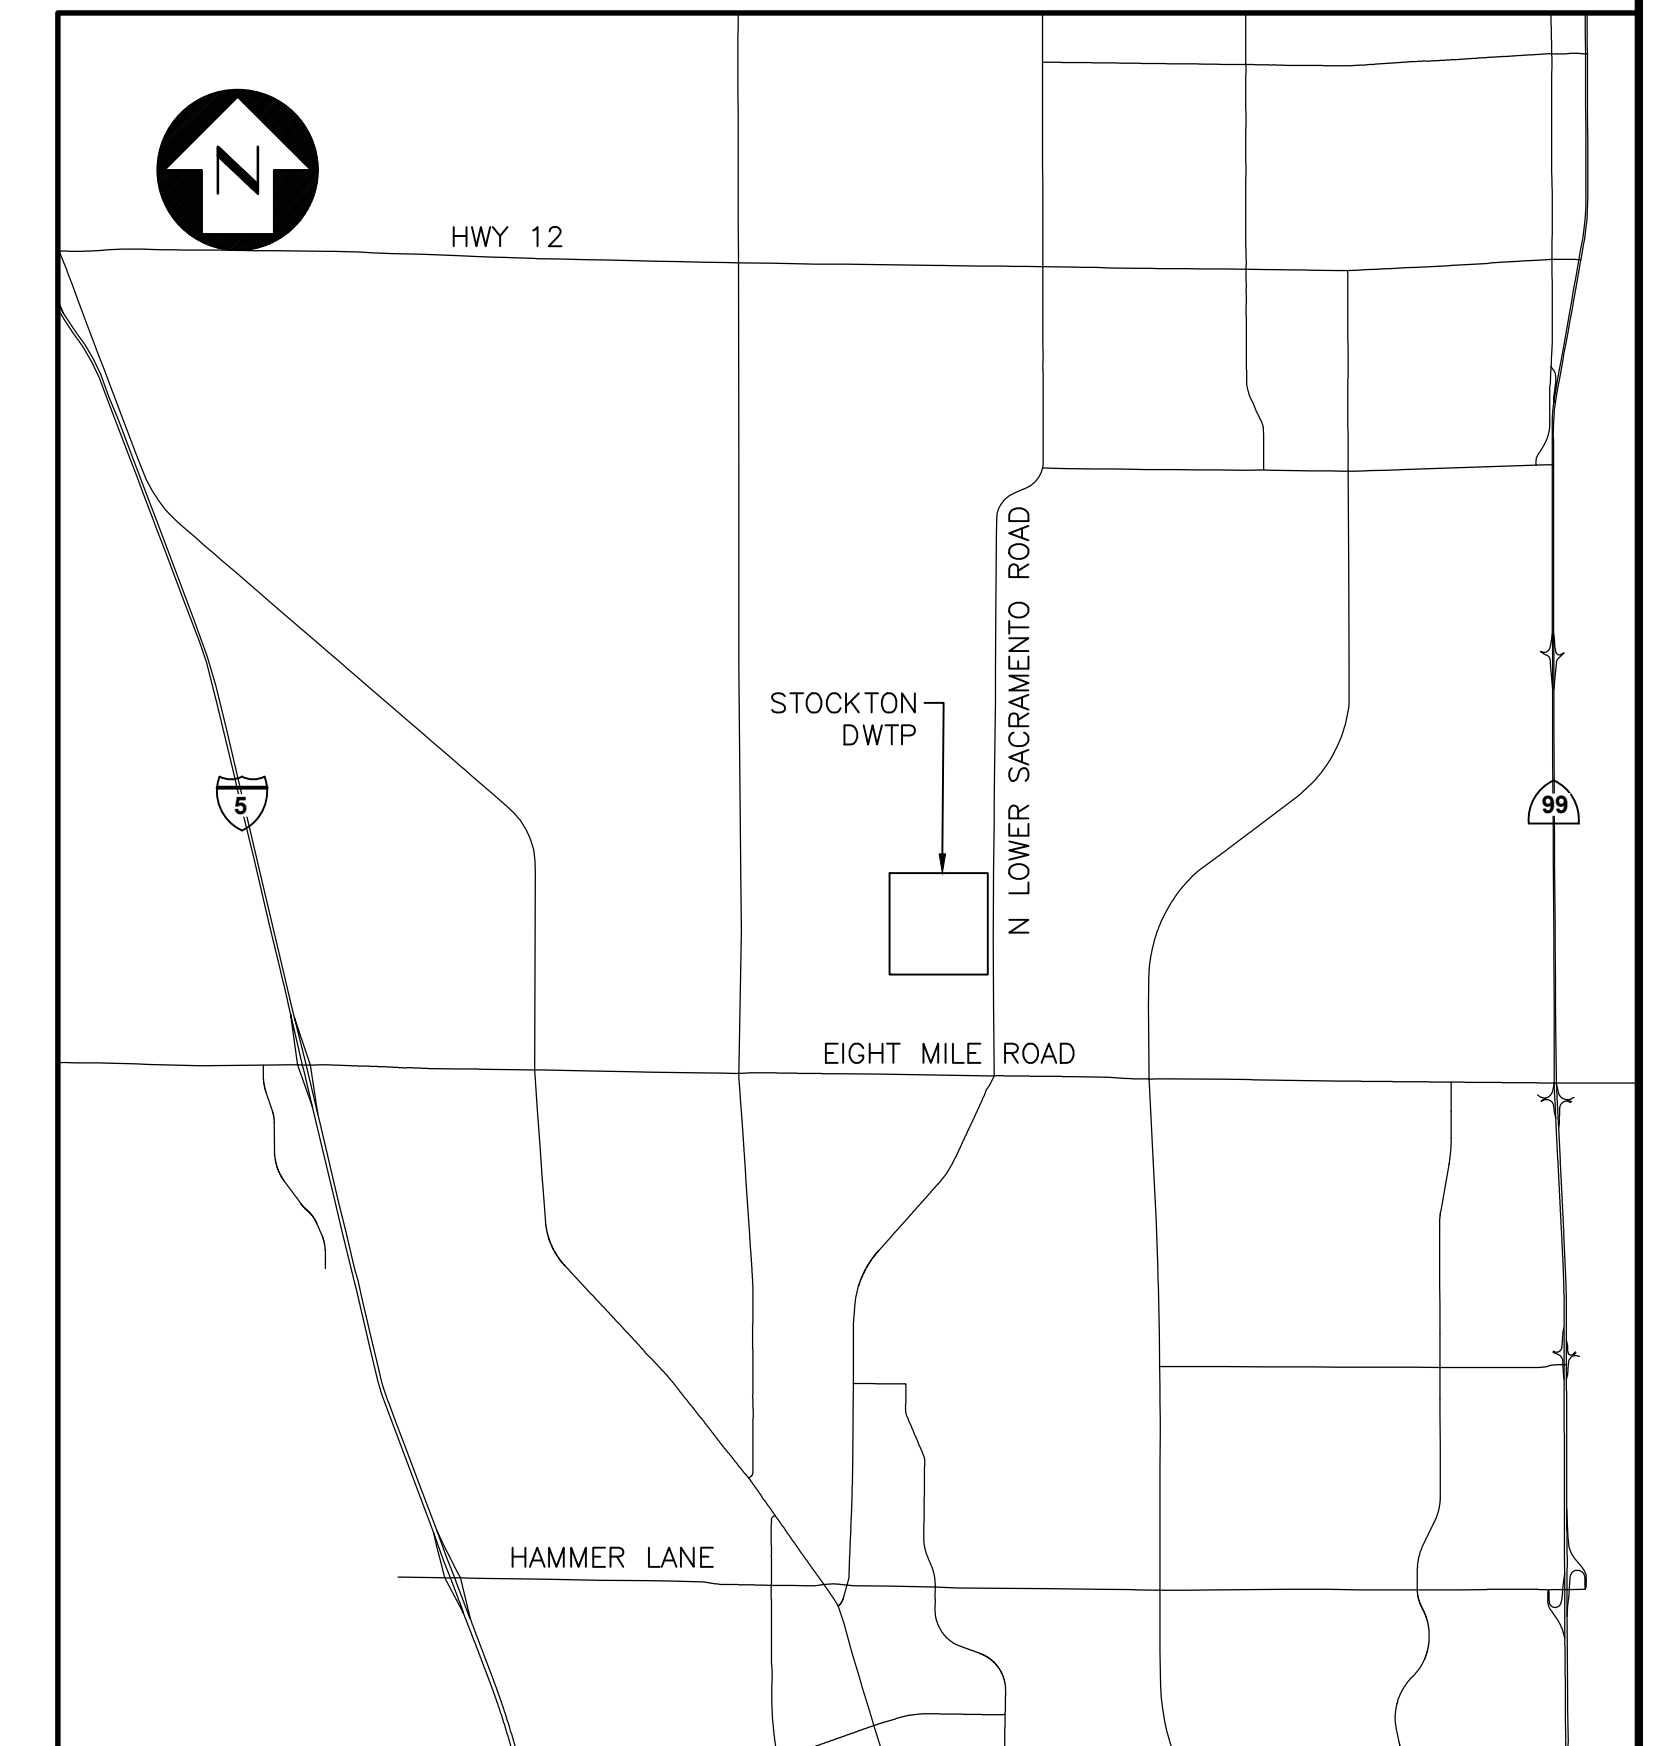 N
HWY 12
N LOWER SACRAMENTO ROAD
STOCKTON
DWTP
5
99
EIGHT MILE ROAD
HAMMER LANE